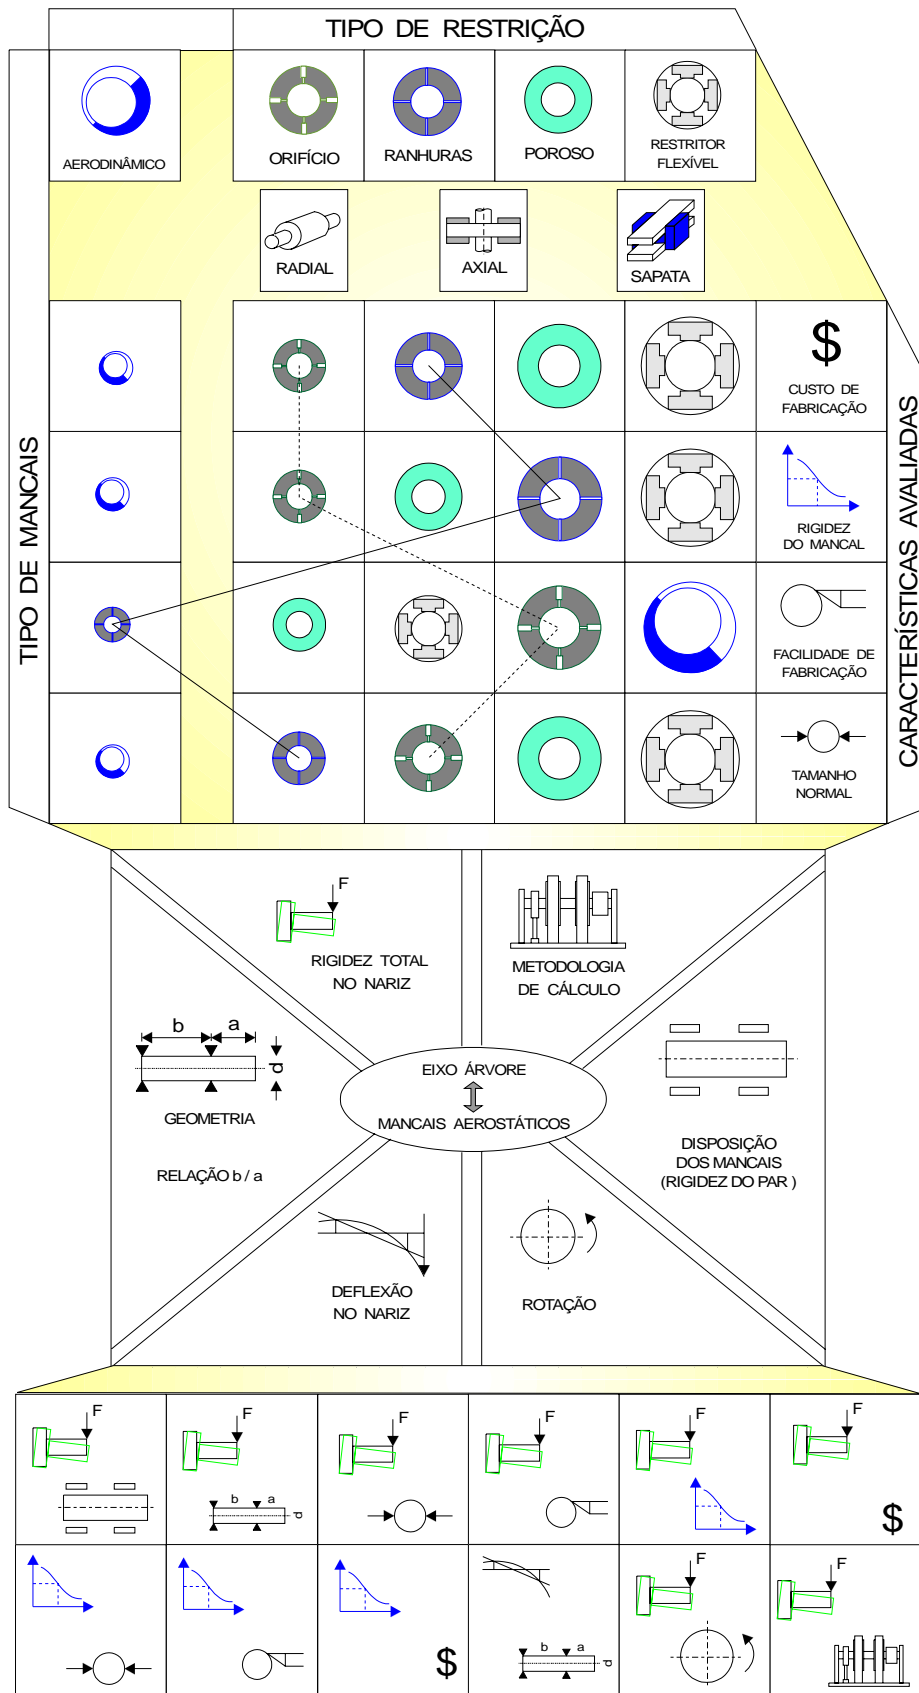 TIPO DE RESTRIÇÃO
AERODINÂMICO
ORIFÍCIO
RANHURAS
POROSO
RESTRITOR
FLEXÍVEL
RADIAL
AXIAL
SAPATA
TIPO DE MANCAIS
CARACTERÍSTICAS AVALIADAS
$
CUSTO DE
FABRICAÇÃO
RIGIDEZ
DO MANCAL
FACILIDADE DE
FABRICAÇÃO
TAMANHO
NORMAL
F
RIGIDEZ TOTAL
NO NARIZ
METODOLOGIA
DE CÁLCULO
b a
d
GEOMETRIA
RELAÇÃO b / a
EIXO ÁRVORE
MANCAIS AEROSTÁTICOS
DISPOSIÇÃO
DOS MANCAIS
(RIGIDEZ DO PAR )
DEFLEXÃO
NO NARIZ
ROTAÇÃO
F
F
b a
d
F
F
F
F
$
$
b a
d
F
F